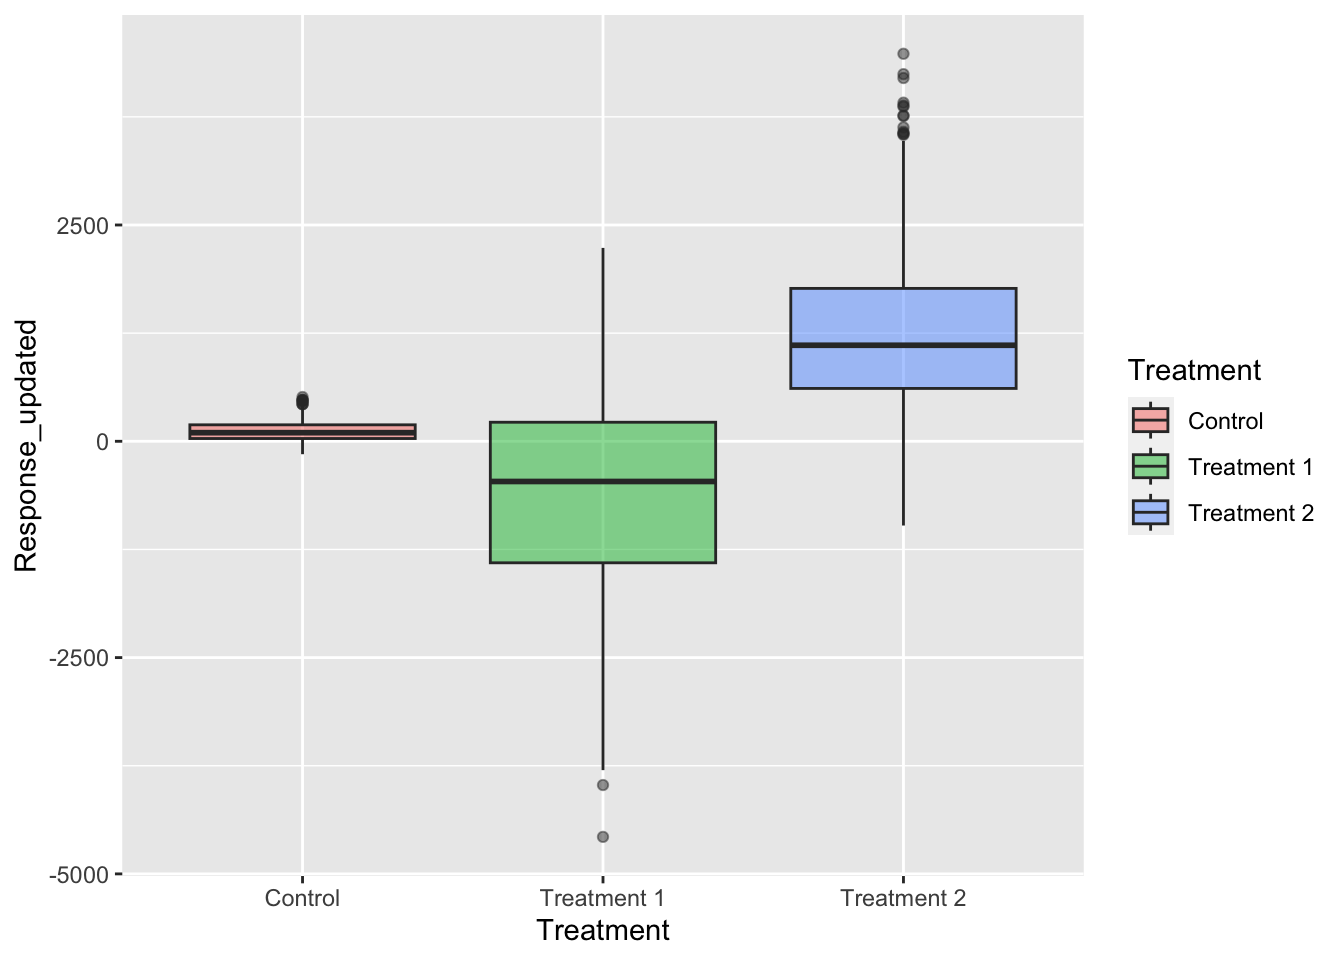 Response_updated
2500
0
-2500
-5000
Control
Treatment 1
Treatment 2
Treatment
Treatment
Control
Treatment 1
Treatment 2